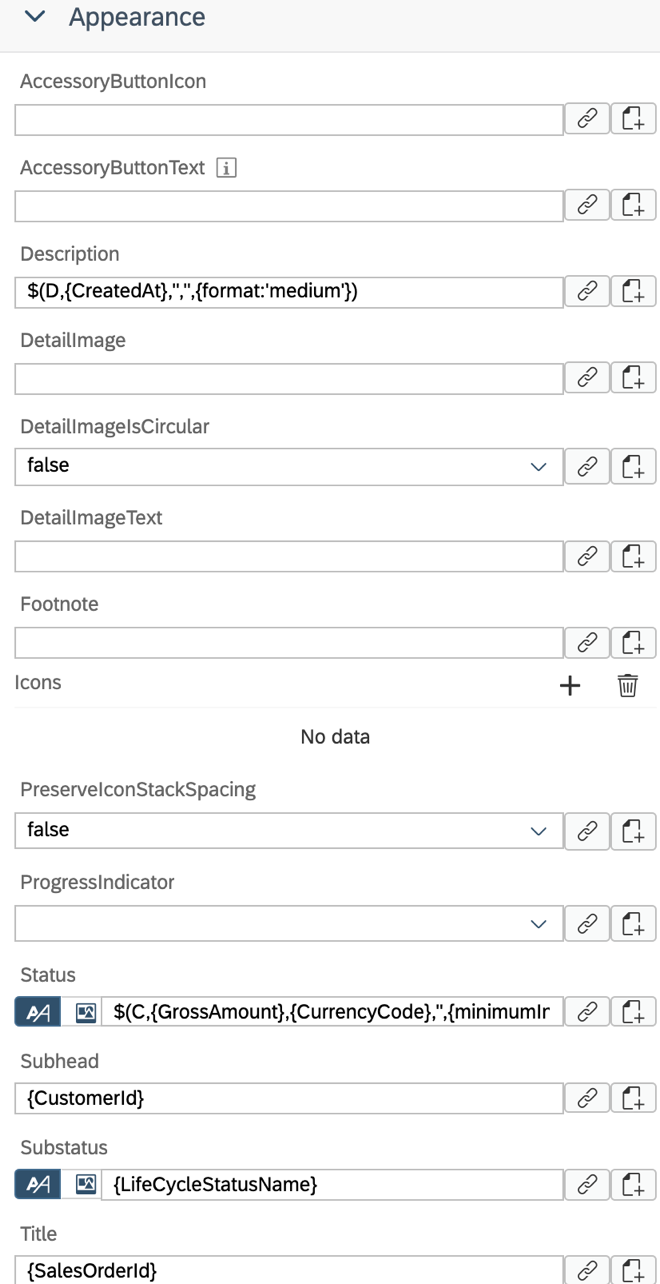 Appearance
AccessoryButtonIcon
AccessoryButtonText
Description
$(D,{CreatedAt},'','',{format:'medium'})
DetailImage
DetailImageIsCircular
false
DetailImageText
Footnote
Icons
No data
PreserveIconStackSpacing
false
ProgressIndicator
Status
$(C,{GrossAmount},{CurrencyCode},'',{minimumIr
Subhead
{CustomerId}
Substatus
{LifeCycleStatusName}
Title
{SalesOrderId}